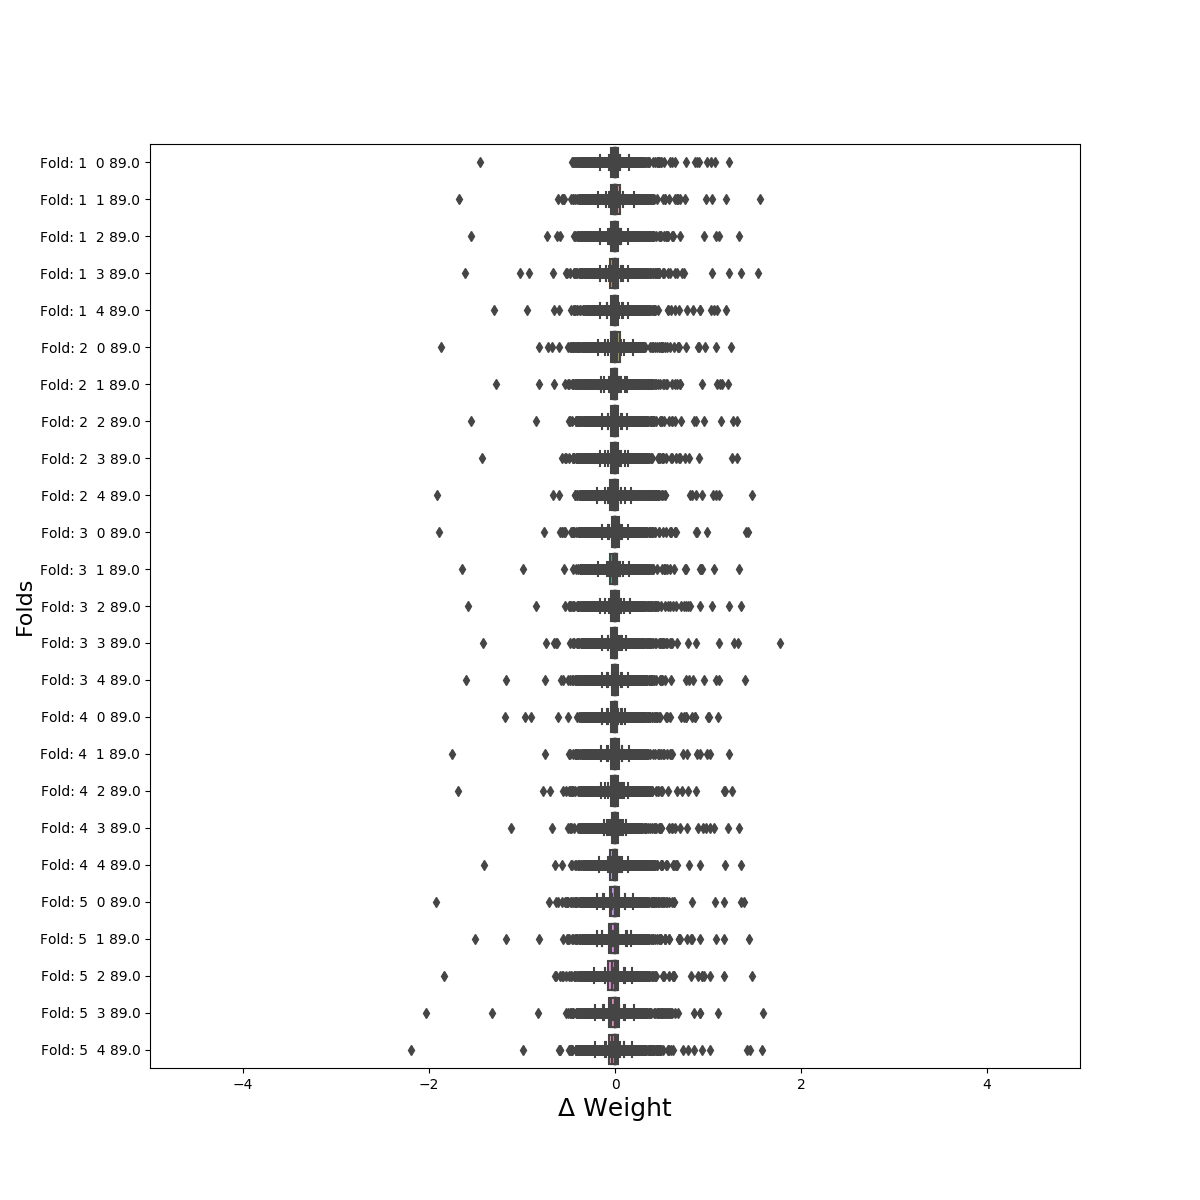 Fold: 1 0 89.0
Fold: 1 1 89.0
Fold: 1 2 89.0
Fold: 1 3 89.0
Fold: 1 4 89.0
Fold: 2 0 89.0
Fold: 2 1 89.0
Fold: 2 2 89.0
Fold: 2 3 89.0
Fold: 2 4 89.0
Fold: 3 0 89.0
Fold: 3 1 89.0
Fold: 3 2 89.0
Fold: 3 3 89.0
Fold: 3 4 89.0
Fold: 4 0 89.0
Fold: 4 1 89.0
Fold: 4 2 89.0
Fold: 4 3 89.0
Fold: 4 4 89.0
Fold: 5 0 89.0
Fold: 5 1 89.0
Fold: 5 2 89.0
Fold: 5 3 89.0
Fold: 5 4 89.0
Folds
−4 −2 0 2 4
Δ Weight